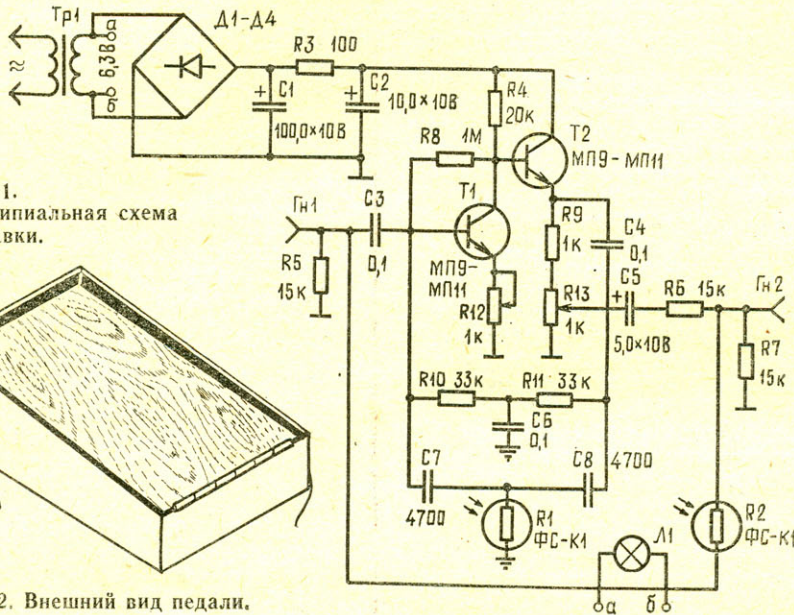 Тр1
а
6,3В
б
≈
Д1-Д4
R3 100
+ C1
100,0×10В
+ C2
10,0×10В
R4
20к
R8 1М
T2
МП9-МП11
T1
МП9-
МП11
1.
ципиальная схема
авки.
Гн1
C3
0,1
R5
15к
R9
1к
C4
0,1
R12
1к
R13
1к
+ C5
5,0×10В
R6 15к
Гн2
R7
15к
R10 33к
R11 33к
C6
0,1
C7
4700
C8
4700
R1
ФС-К1
Л1
R2
ФС-К1
а б
2. Внешний вид педали.